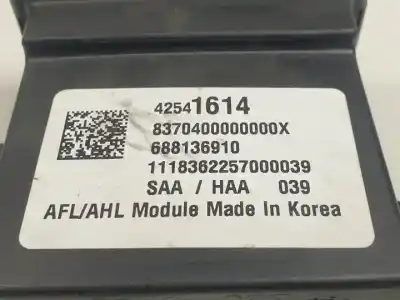 42541614
8370400000000X
688136910
1118362257000039
SAA / HAA 039
AFL/AHL Module Made In Korea